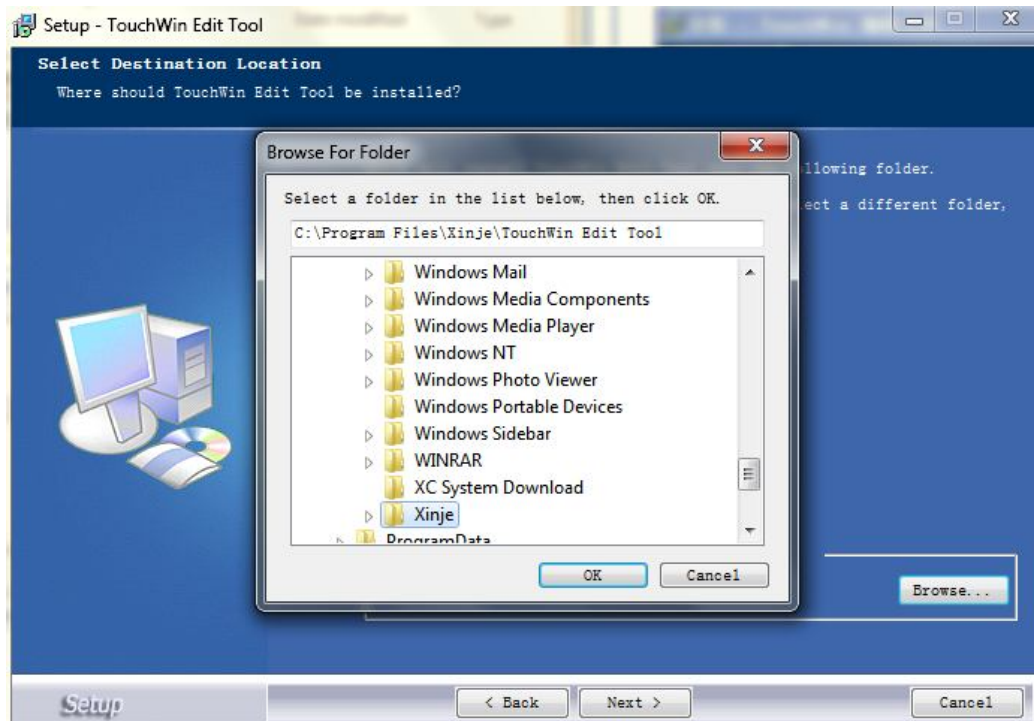 Setup - TouchWin Edit Tool
Select Destination Location
Where should TouchWin Edit Tool be installed?
Browse For Folder
llowing folder.
Select a folder in the list below, then click OK.
ect a different folder,
C:\Program Files\Xinje\TouchWin Edit Tool
Windows Mail
Windows Media Components
Windows Media Player
Windows NT
Windows Photo Viewer
Windows Portable Devices
Windows Sidebar
WINRAR
XC System Download
Xinje
ProgramData
OK Cancel
Browse...
Setup < Back Next > Cancel